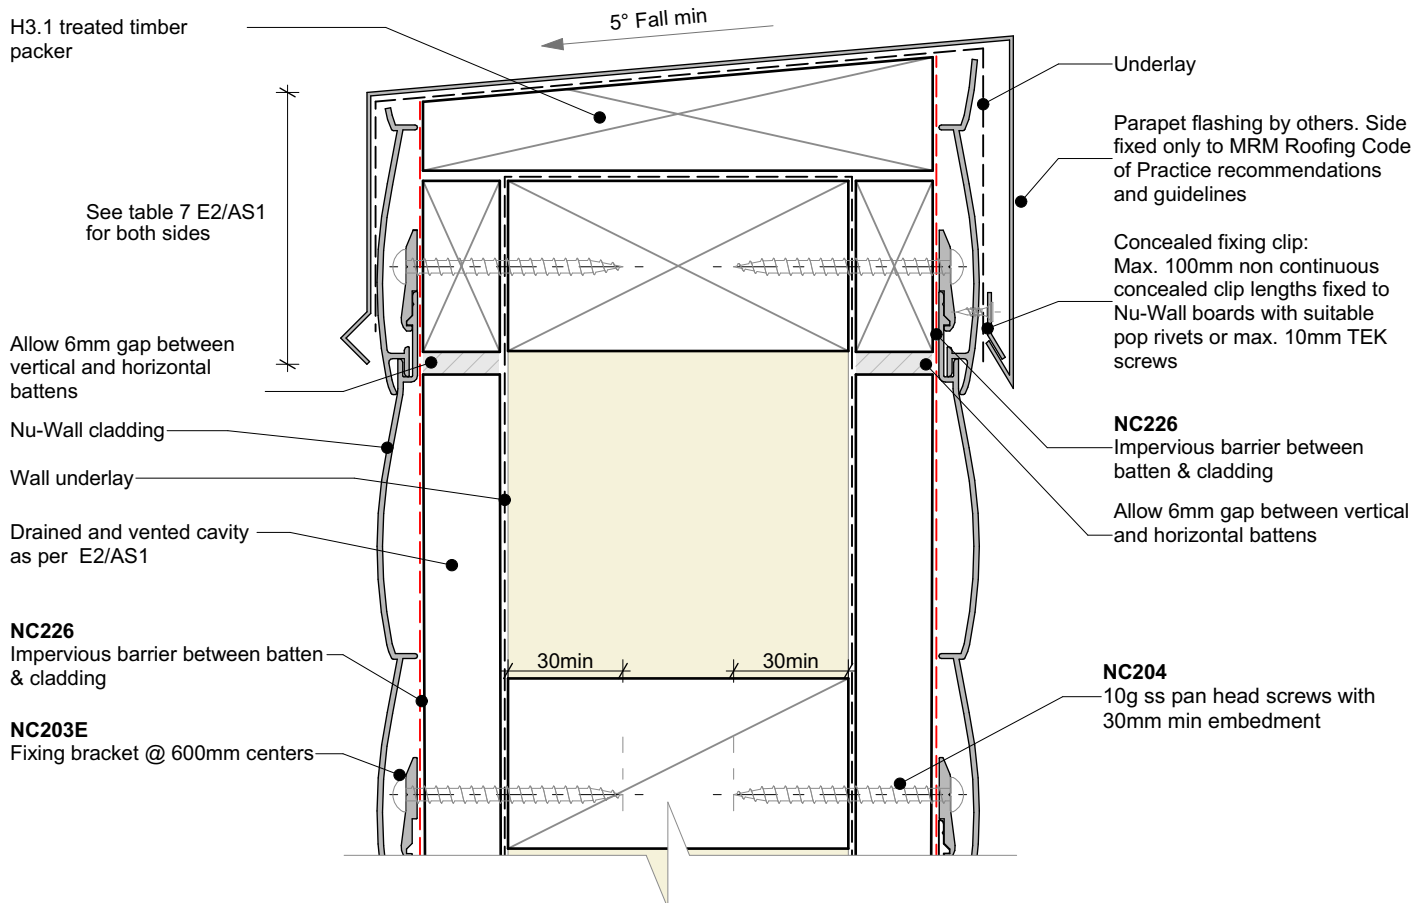 H3.1 treated timber
packer
5° Fall min
Underlay
Parapet flashing by others. Side
fixed only to MRM Roofing Code
of Practice recommendations
and guidelines
See table 7 E2/AS1
for both sides
Concealed fixing clip:
Max. 100mm non continuous
concealed clip lengths fixed to
Nu-Wall boards with suitable
pop rivets or max. 10mm TEK
screws
Allow 6mm gap between
vertical and horizontal
battens
Nu-Wall cladding
NC226
Impervious barrier between
batten & cladding
Wall underlay
Allow 6mm gap between vertical
and horizontal battens
Drained and vented cavity
as per E2/AS1
NC226
Impervious barrier between batten
& cladding
30min
30min
NC204
10g ss pan head screws with
30mm min embedment
NC203E
Fixing bracket @ 600mm centers